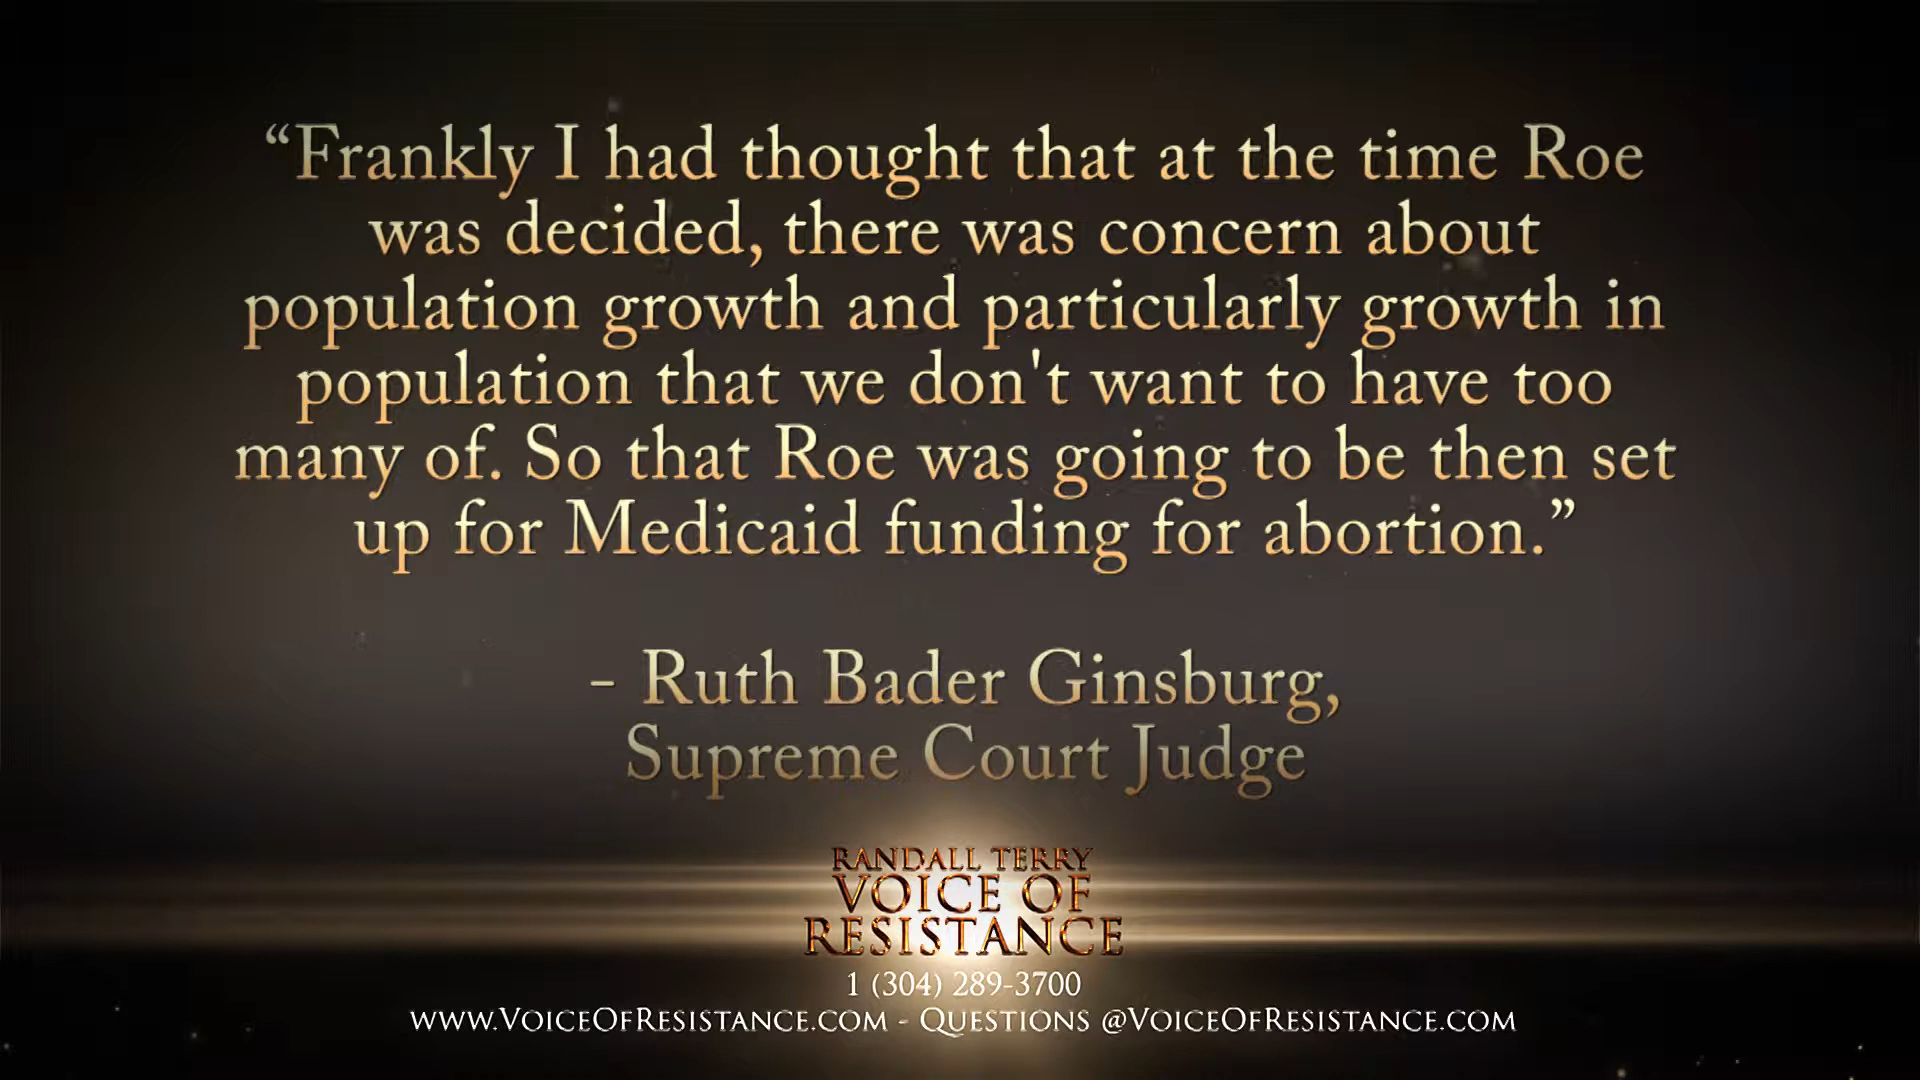 “Frankly I had thought that at the time Roe
was decided, there was concern about
population growth and particularly growth in
population that we don't want to have too
many of. So that Roe was going to be then set
up for Medicaid funding for abortion.”
- Ruth Bader Ginsburg,
Supreme Court Judge
RANDALL TERRY
VOICE OF
RESISTANCE
1 (304) 289-3700
www.VoiceOfResistance.com - Questions @VoiceOfResistance.com